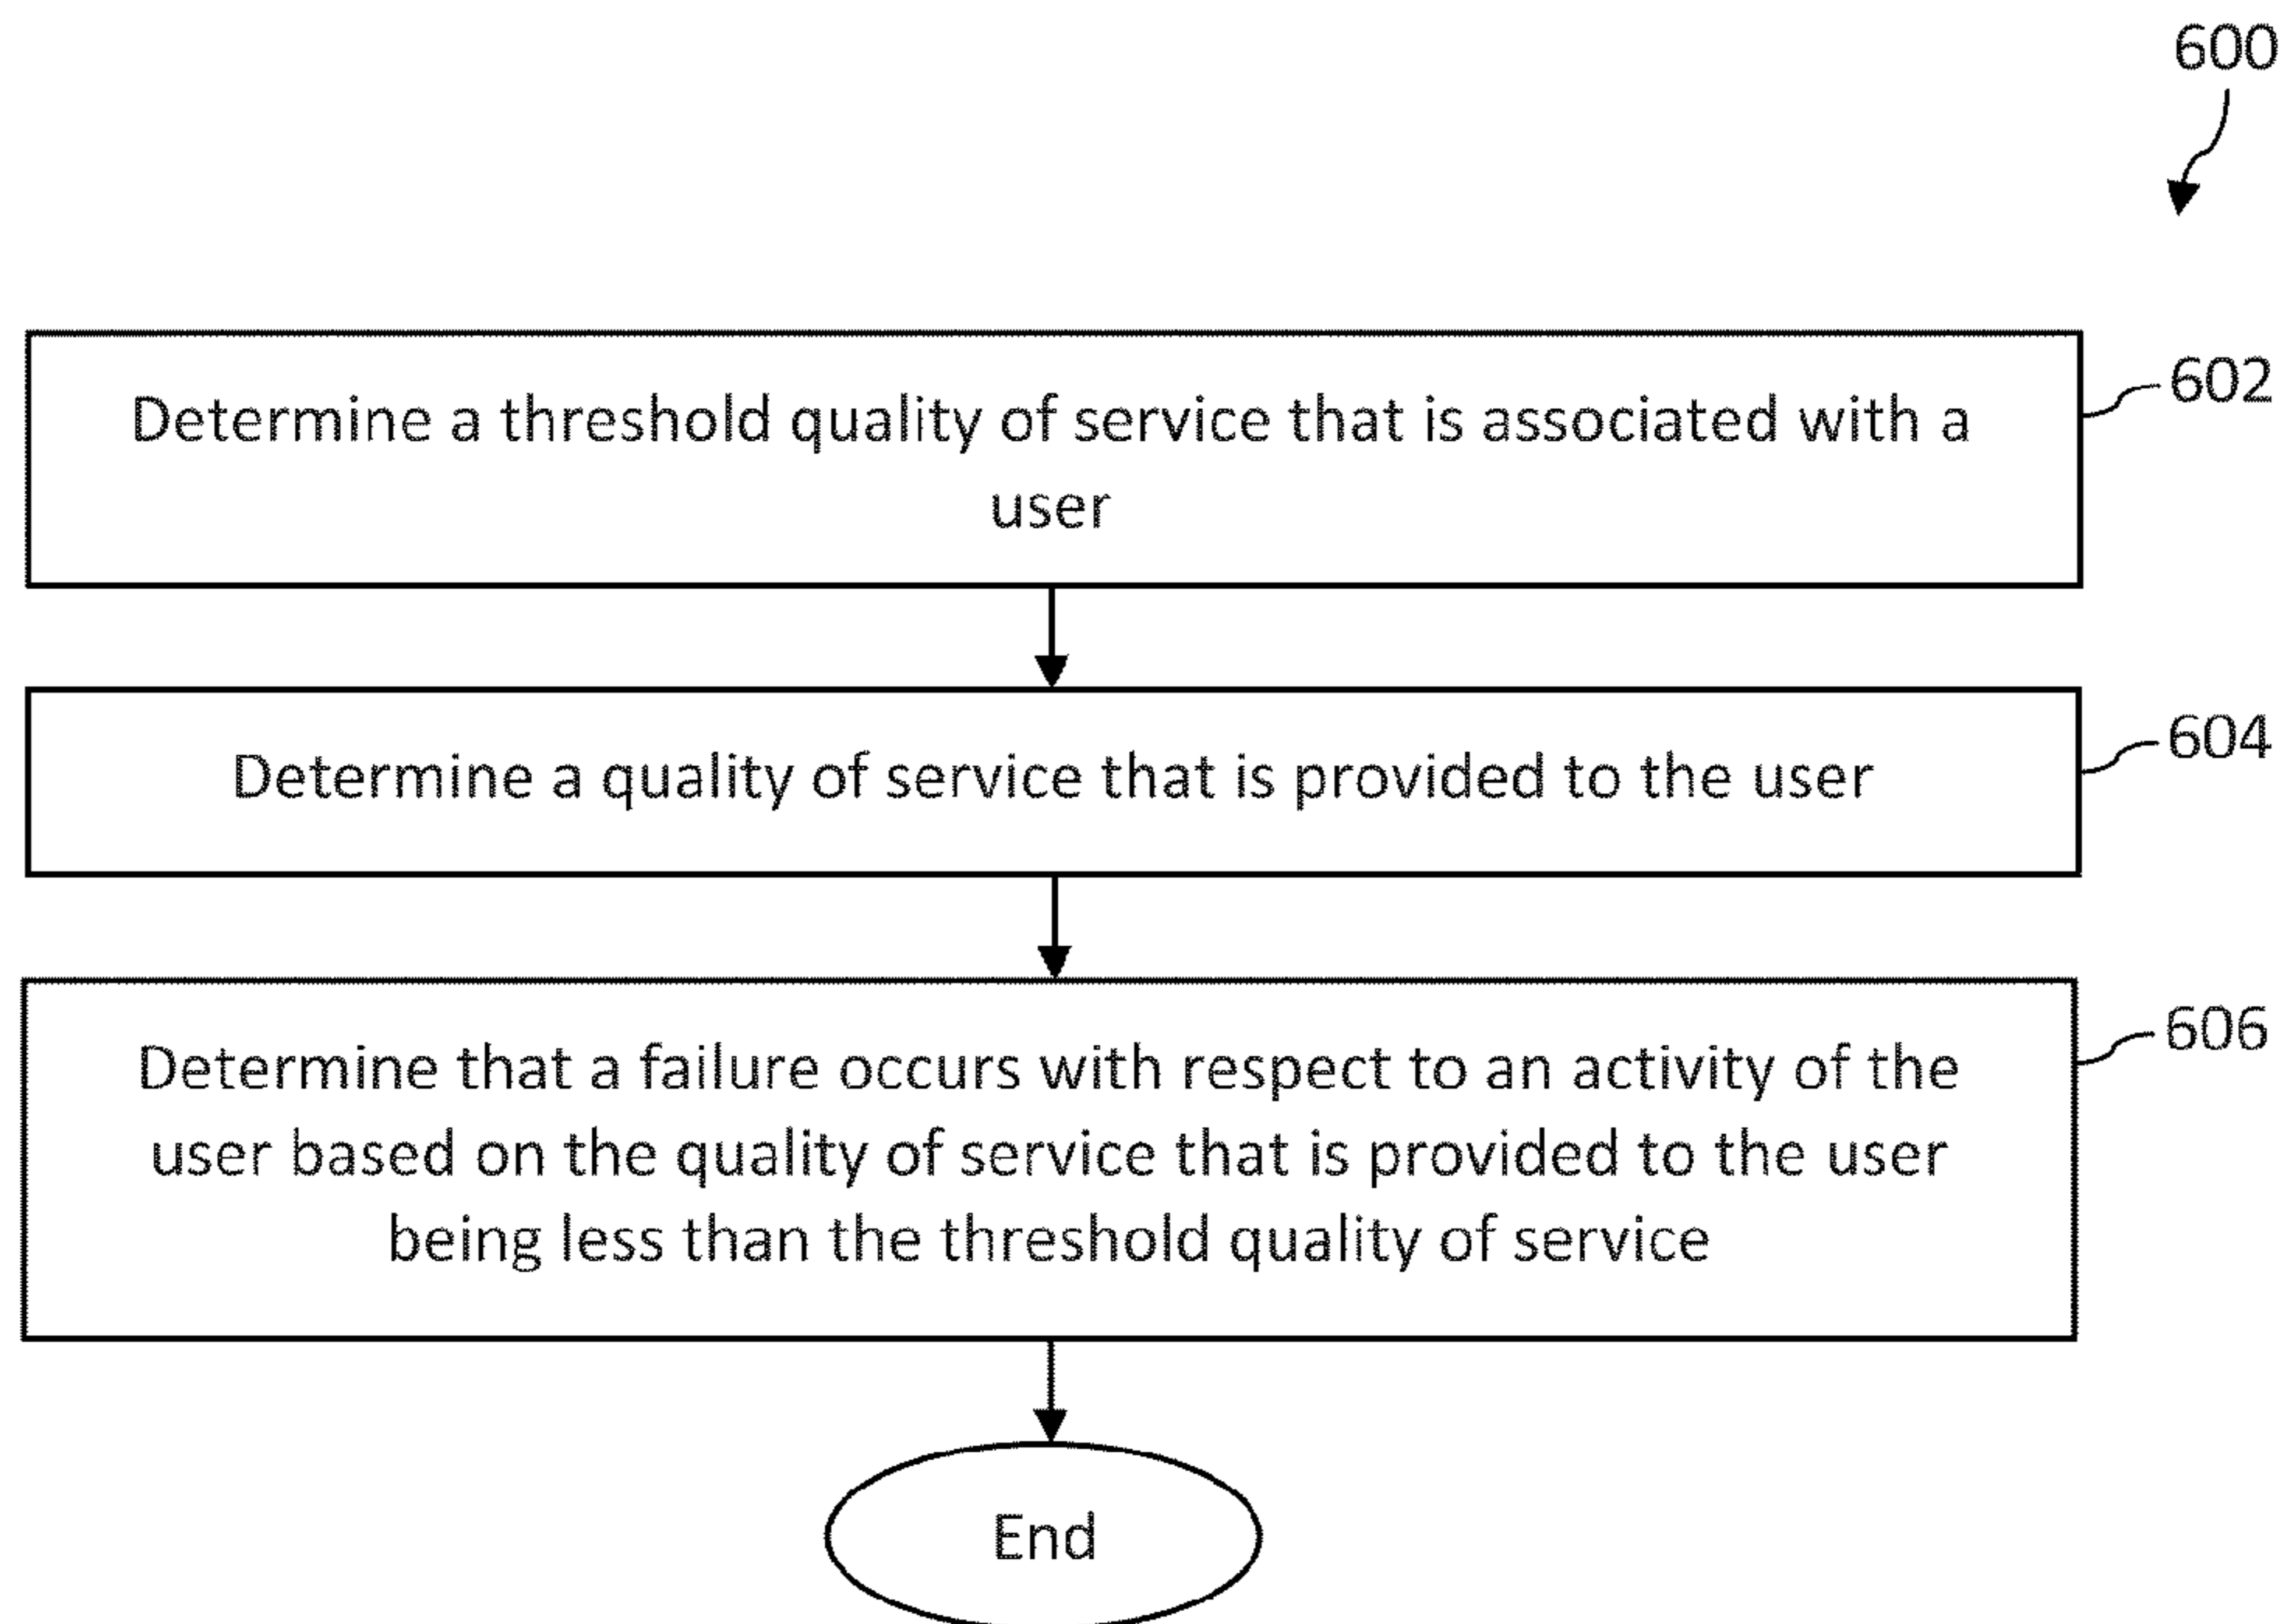 600
Determine a threshold quality of service that is associated with a
user
602
Determine a quality of service that is provided to the user
604
Determine that a failure occurs with respect to an activity of the
user based on the quality of service that is provided to the user
being less than the threshold quality of service
606
End